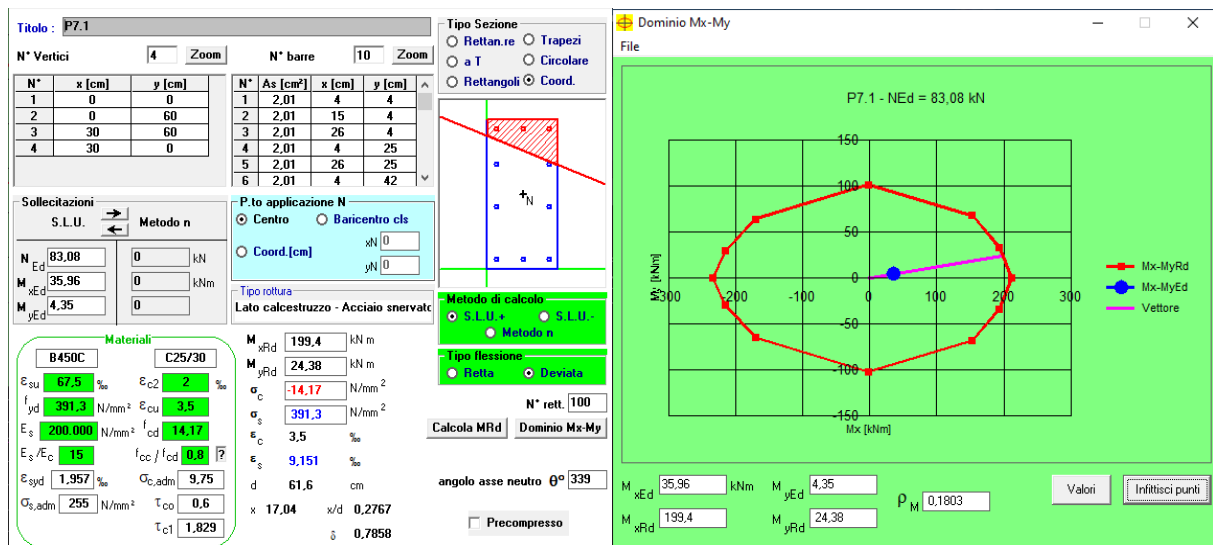 Titolo : P7.1
N° Vertici 4 Zoom N° barre 10 Zoom
N° x [cm] y [cm]
1 0 0
2 0 60
3 30 60
4 30 0
N° As [cm²] x [cm] y [cm]
1 2,01 4 4
2 2,01 15 4
3 2,01 26 4
4 2,01 4 25
5 2,01 26 25
6 2,01 4 42
Tipo Sezione
Rettan.re Trapezi
a T Circolare
Rettangoli Coord.
N
Sollecitazioni
S.L.U. Metodo n
N Ed 83,08 0 kN
M xEd 35,96 0 kNm
M yEd 4,35 0
P.to applicazione N
Centro Baricentro cls
Coord.[cm] xN 0
yN 0
Tipo rottura
Lato calcestruzzo - Acciaio snervato
Metodo di calcolo
S.L.U.+ S.L.U.-
Metodo n
Tipo flessione
Retta Deviata
N° rett. 100
Calcola MRd Dominio Mx-My
angolo asse neutro θ° 339
Precompresso
Materiali
B450C C25/30
εsu 67,5 ‰ εc2 2 ‰
fyd 391,3 N/mm² εcu 3,5
Es 200.000 N/mm² fcd 14,17
Es /Ec 15 fcc / fcd 0,8 ?
εsyd 1,957 ‰ σc,adm 9,75
σs,adm 255 N/mm² τco 0,6
τc1 1,829
M xRd 199,4 kN m
M yRd 24,38 kN m
σc -14,17 N/mm²
σs 391,3 N/mm²
εc 3,5 ‰
εs 9,151 ‰
d 61,6 cm
x 17,04 x/d 0,2767
δ 0,7858
Dominio Mx-My
File
P7.1 - NEd = 83,08 kN
150
100
50
0
-50
-100
-150
-300 -200 -100 0 100 200 300
My [kNm]
Mx [kNm]
Mx-MyRd
Mx-MyEd
Vettore
M xEd 35,96 kNm M yEd 4,35
M xRd 199,4 M yRd 24,38
ρ M 0,1803
Valori Infittisci punti